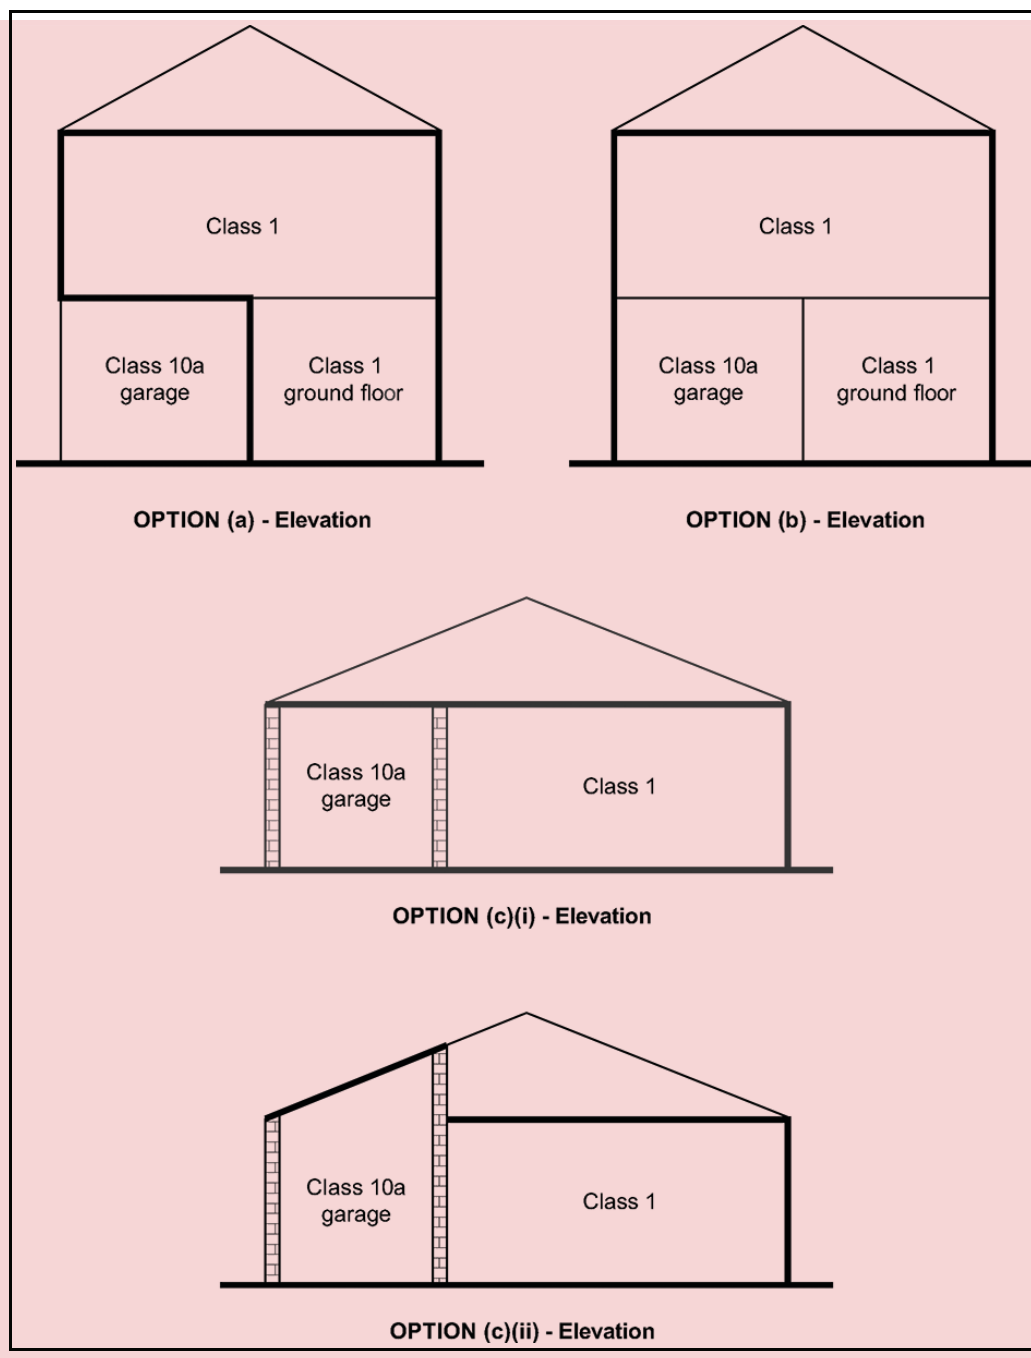 Class 1
Class 10a
garage
Class 1
ground floor
OPTION (a) - Elevation
Class 1
Class 10a
garage
Class 1
ground floor
OPTION (b) - Elevation
Class 10a
garage
Class 1
OPTION (c)(i) - Elevation
Class 10a
garage
Class 1
OPTION (c)(ii) - Elevation